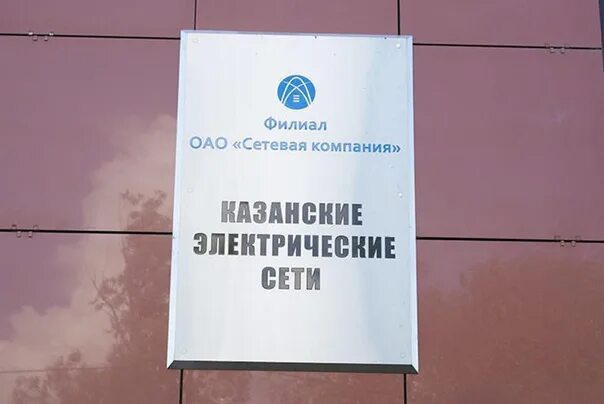 Филиал
ОАО «Сетевая компания»
КАЗАНСКИЕ
ЭЛЕКТРИЧЕСКИЕ
СЕТИ